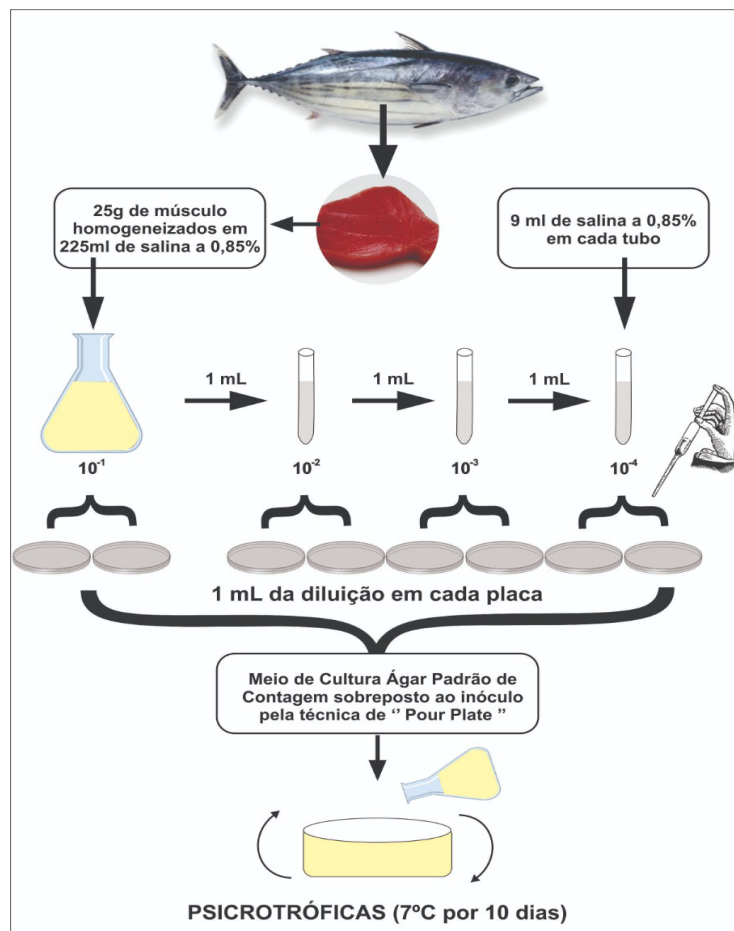 25g de músculo
homogeneizados em
225ml de salina a 0,85%
9 ml de salina a 0,85%
em cada tubo
1 mL
1 mL
1 mL
10⁻¹
10⁻²
10⁻³
10⁻⁴
1 mL da diluição em cada placa
Meio de Cultura Ágar Padrão de
Contagem sobreposto ao inóculo
pela técnica de ‘’ Pour Plate ’’
PSICROTRÓFICAS (7ºC por 10 dias)